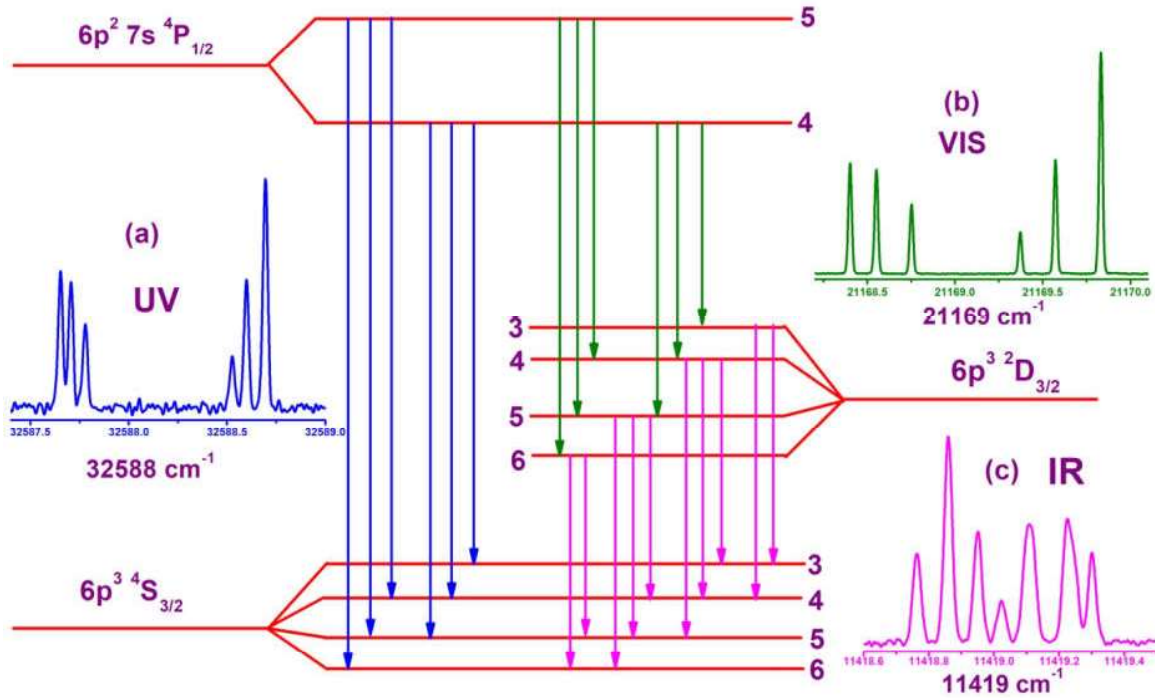 6p² 7s ⁴P₁/₂
5
4
(a)
UV
32587.5 32588.0 32588.5 32589.0
32588 cm⁻¹
(b)
VIS
21168.5 21169.0 21169.5 21170.0
21169 cm⁻¹
3
4
5
6
6p³ ²D₃/₂
6p³ ⁴S₃/₂
3
4
5
6
(c) IR
11418.6 11418.8 11419.0 11419.2 11419.4
11419 cm⁻¹